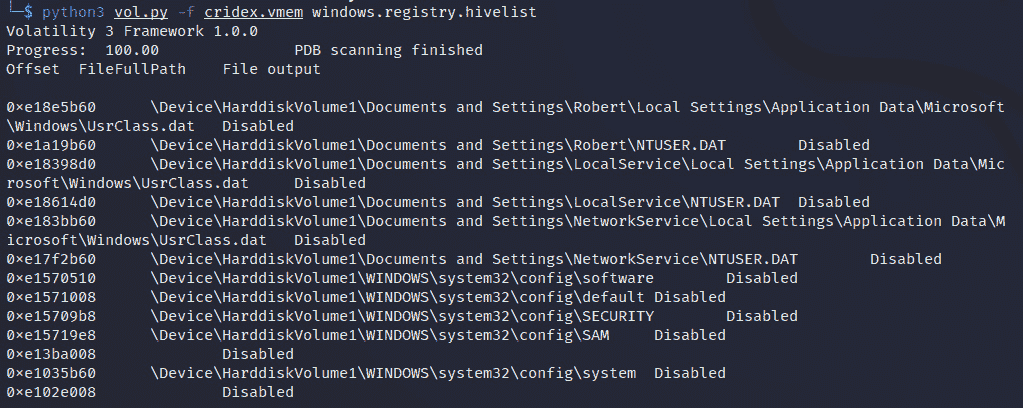 └─$ python3 vol.py -f cridex.vmem windows.registry.hivelist
Volatility 3 Framework 1.0.0
Progress:  100.00               PDB scanning finished
Offset  FileFullPath    File output

0×e18e5b60      \Device\HarddiskVolume1\Documents and Settings\Robert\Local Settings\Application Data\Microsoft
\Windows\UsrClass.dat   Disabled
0×e1a19b60      \Device\HarddiskVolume1\Documents and Settings\Robert\NTUSER.DAT        Disabled
0×e18398d0      \Device\HarddiskVolume1\Documents and Settings\LocalService\Local Settings\Application Data\Mic
rosoft\Windows\UsrClass.dat     Disabled
0×e18614d0      \Device\HarddiskVolume1\Documents and Settings\LocalService\NTUSER.DAT  Disabled
0×e183bb60      \Device\HarddiskVolume1\Documents and Settings\NetworkService\Local Settings\Application Data\M
icrosoft\Windows\UsrClass.dat   Disabled
0×e17f2b60      \Device\HarddiskVolume1\Documents and Settings\NetworkService\NTUSER.DAT        Disabled
0×e1570510      \Device\HarddiskVolume1\WINDOWS\system32\config\software        Disabled
0×e1571008      \Device\HarddiskVolume1\WINDOWS\system32\config\default Disabled
0×e15709b8      \Device\HarddiskVolume1\WINDOWS\system32\config\SECURITY        Disabled
0×e15719e8      \Device\HarddiskVolume1\WINDOWS\system32\config\SAM     Disabled
0×e13ba008              Disabled
0×e1035b60      \Device\HarddiskVolume1\WINDOWS\system32\config\system  Disabled
0×e102e008              Disabled